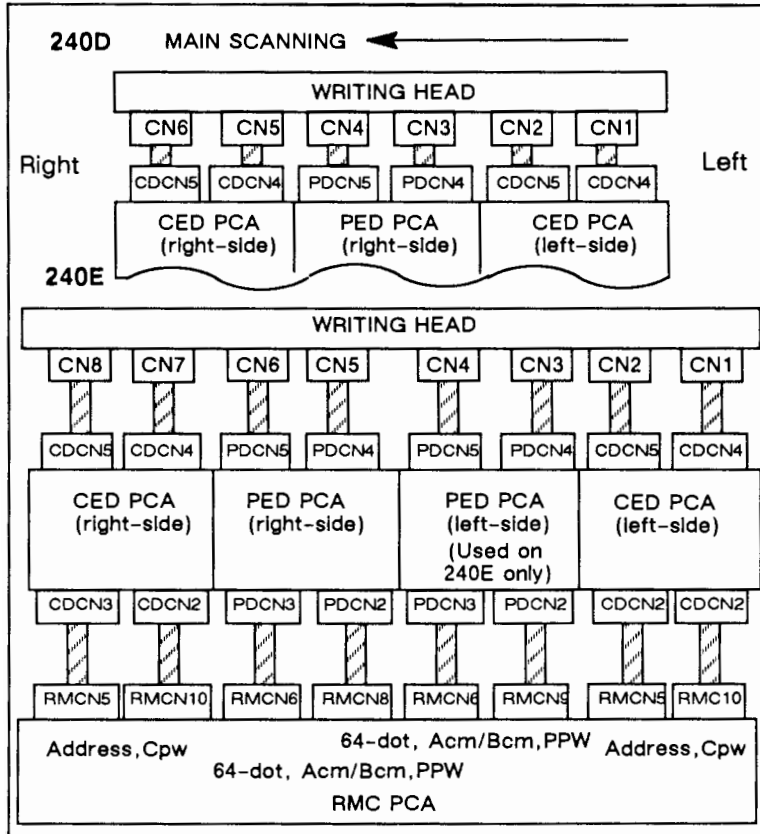 240D MAIN SCANNING
WRITING HEAD
CN6 CN5 CN4 CN3 CN2 CN1
Right Left
CDCN5 CDCN4 PDCN5 PDCN4 CDCN5 CDCN4
CED PCA PED PCA CED PCA
(right-side) (right-side) (left-side)
240E
WRITING HEAD
CN8 CN7 CN6 CN5 CN4 CN3 CN2 CN1
CDCN5 CDCN4 PDCN5 PDCN4 PDCN5 PDCN4 CDCN5 CDCN4
CED PCA PED PCA PED PCA CED PCA
(right-side) (right-side) (left-side) (left-side)
(Used on
240E only)
CDCN3 CDCN2 PDCN3 PDCN2 PDCN3 PDCN2 CDCN2 CDCN2
RMCN5 RMCN10 RMCN6 RMCN8 RMCN6 RMCN9 RMCN5 RMC10
64-dot, Acm/Bcm,PPW
Address,Cpw Address,Cpw
64-dot, Acm/Bcm,PPW
RMC PCA